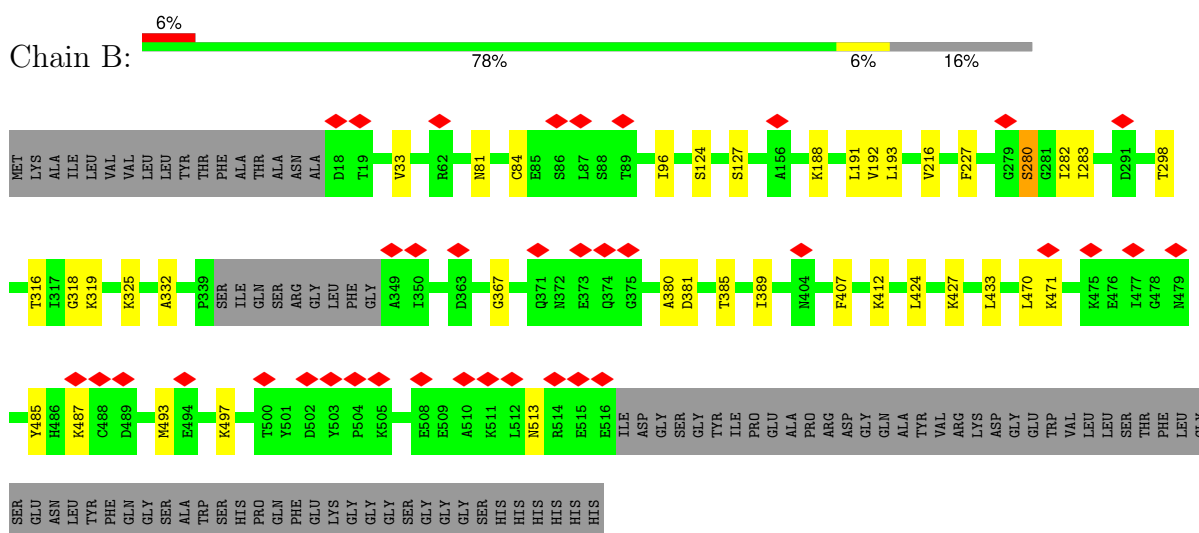 6%
Chain B:
78% 6% 16%
MET LYS ALA ILE LEU VAL VAL LEU LEU TYR THR PHE ALA THR ALA ASN ALA D18 T19 R62 V33 N81 C84 E85 S86 L87 S88 T89 I96 S124 S127 A156 K188 L191 V192 L193 V216 F227 G279 S280 G281 I282 I283 D291 T298
T316 I317 G318 K319 K325 A332 P339 SER ILE GLN SER ARG GLY LEU PHE GLY A349 I350 D363 G367 Q371 N372 E373 Q374 G375 A380 D381 T385 I389 N404 F407 K412 L424 K427 L433 L470 K471 K475 E476 I477 G478 N479
Y485 H486 K487 C488 D489 M493 E494 K497 T500 Y501 D502 Y503 P504 K505 E508 E509 A510 K511 L512 N513 R514 E515 E516 ILE ASP GLY SER GLY TYR ILE PRO GLU ALA PRO ARG ASP GLY GLN ALA TYR VAL ARG LYS ASP GLY GLU TRP VAL LEU LEU SER THR PHE LEU GLY
SER GLU ASN LEU TYR PHE GLN GLY SER ALA TRP SER HIS PRO GLN PHE GLU LYS GLY GLY GLY SER GLY GLY GLY SER HIS HIS HIS HIS HIS HIS